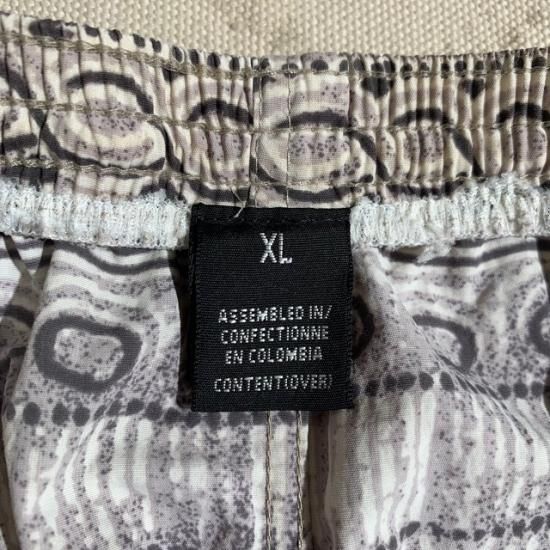 XL
ASSEMBLED IN/
CONFECTIONNE
EN COLOMBIA
CONTENT(OVER)